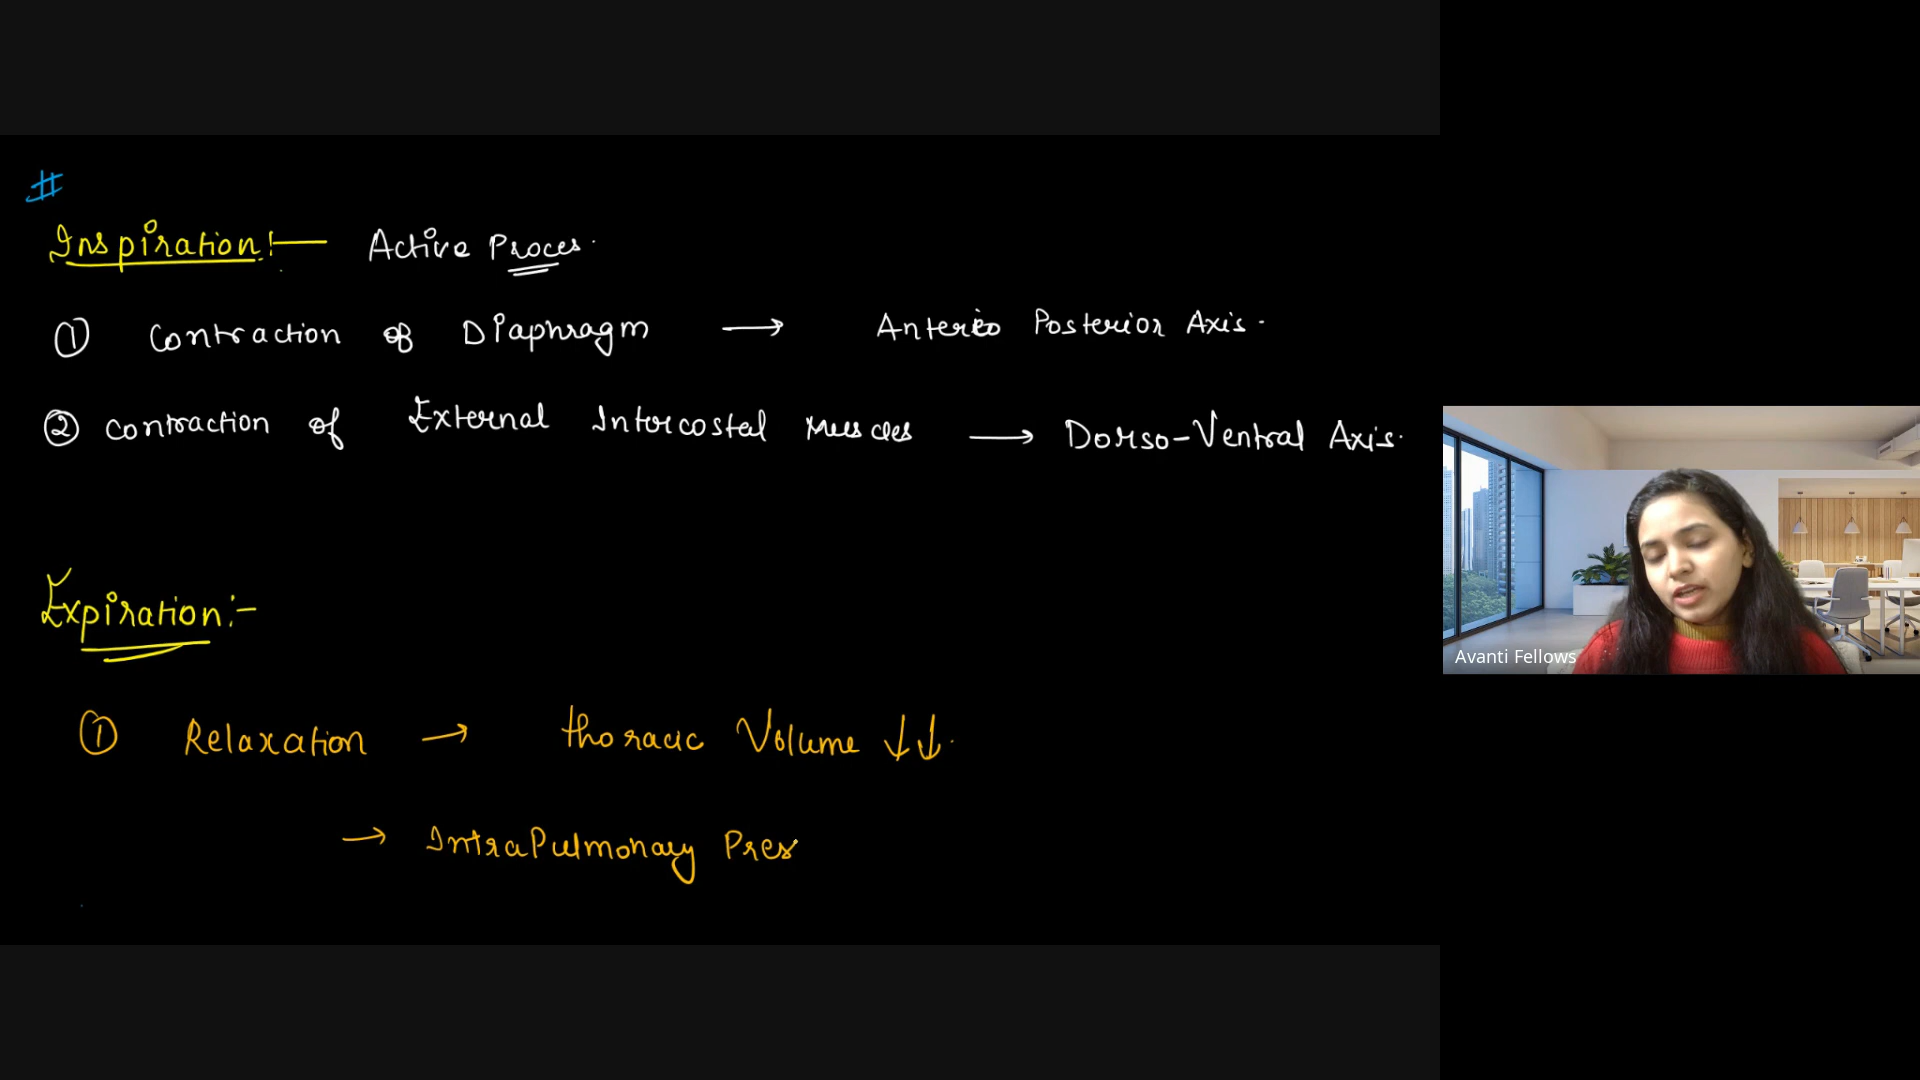 #
Inspiration:— Active Proces.
① Contraction of Diaphragm → Anterio Posterior Axis.
② Contraction of External Intercostal Muscles → Dorso-Ventral Axis.
Expiration:-
① Relaxation → thoracic Volume ↓↓.
→ IntraPulmonary Pres
Avanti Fellows